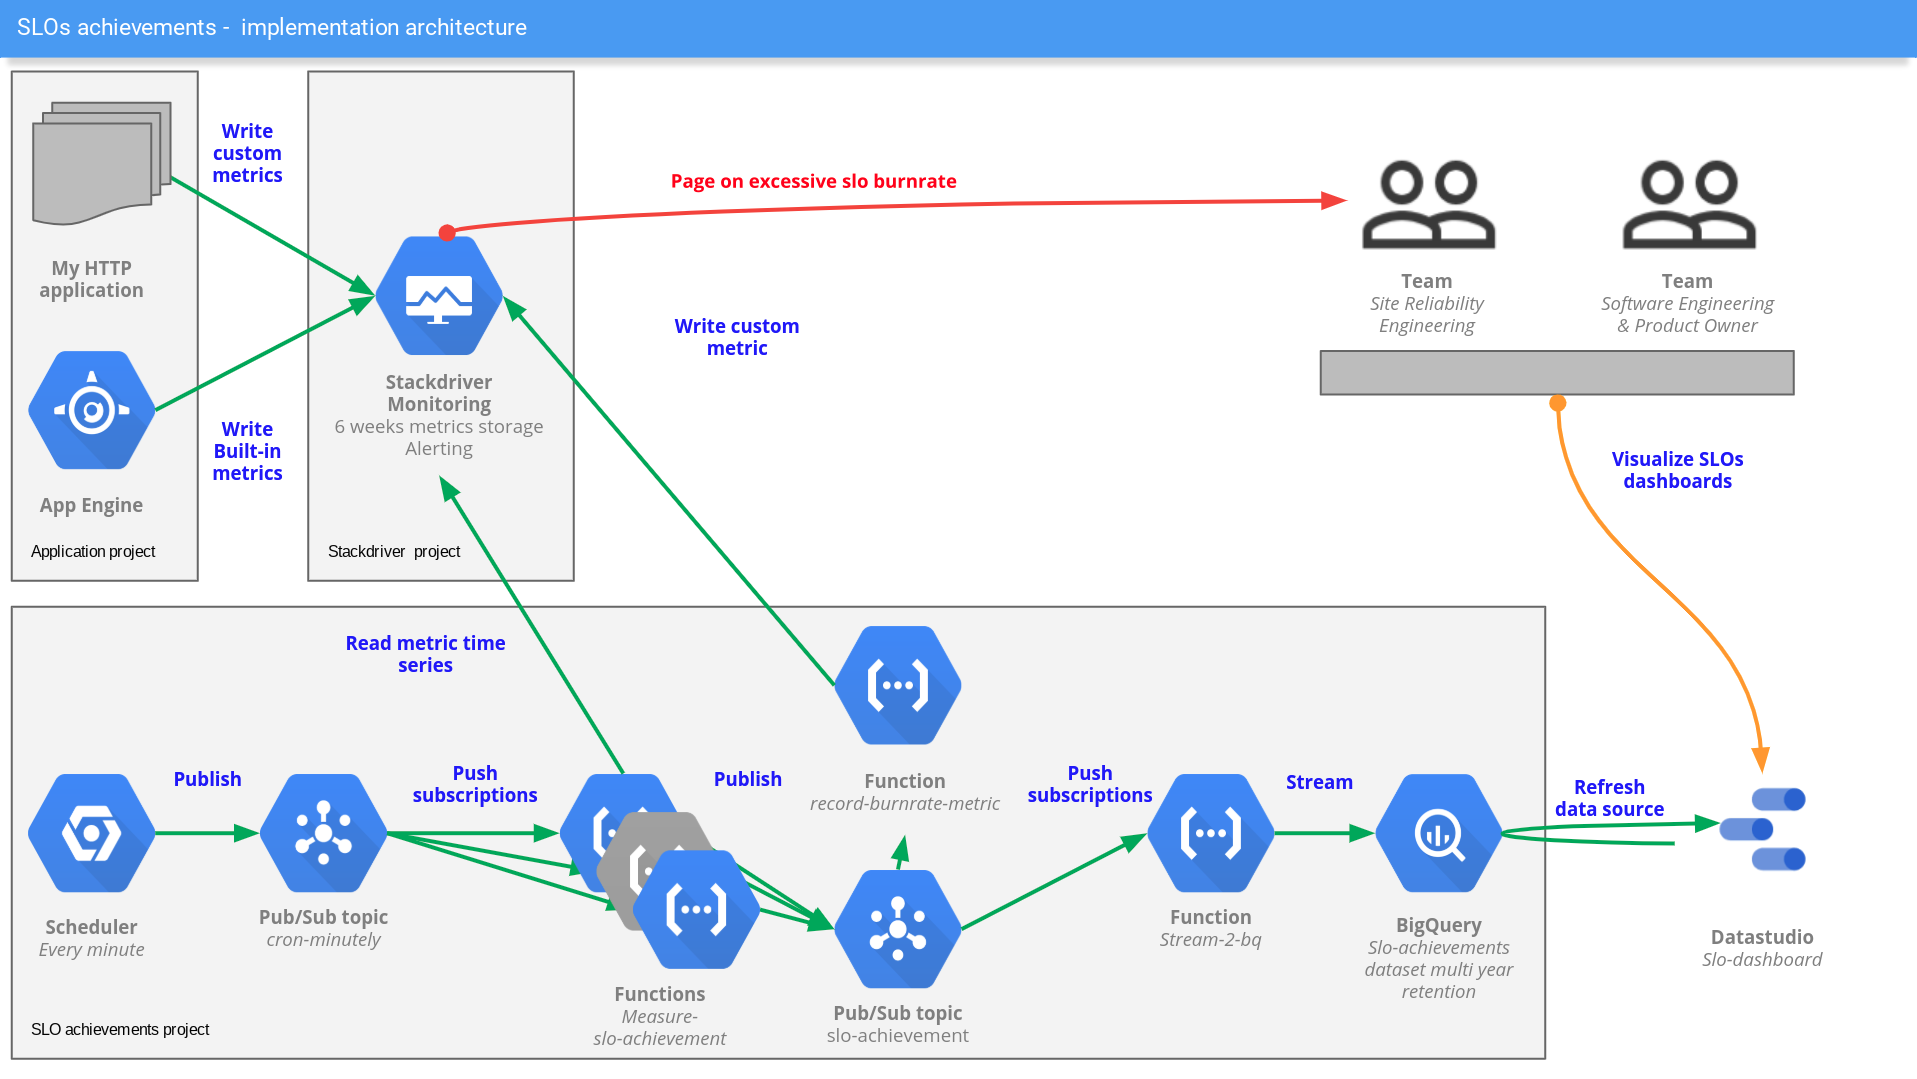 SLOs achievements - implementation architecture
Write
custom
metrics
My HTTP
application
App Engine
Application project
Write
Built-in
metrics
Stackdriver
Monitoring
6 weeks metrics storage
Alerting
Stackdriver project
Page on excessive slo burnrate
Write custom
metric
Team
Site Reliability
Engineering
Team
Software Engineering
& Product Owner
Visualize SLOs
dashboards
Read metric time
series
Function
record-burnrate-metric
Scheduler
Every minute
Publish
Pub/Sub topic
cron-minutely
Push
subscriptions
Functions
Measure-
slo-achievement
Publish
Pub/Sub topic
slo-achievement
Push
subscriptions
Function
Stream-2-bq
Stream
BigQuery
Slo-achievements
dataset multi year
retention
Refresh
data source
Datastudio
Slo-dashboard
SLO achievements project